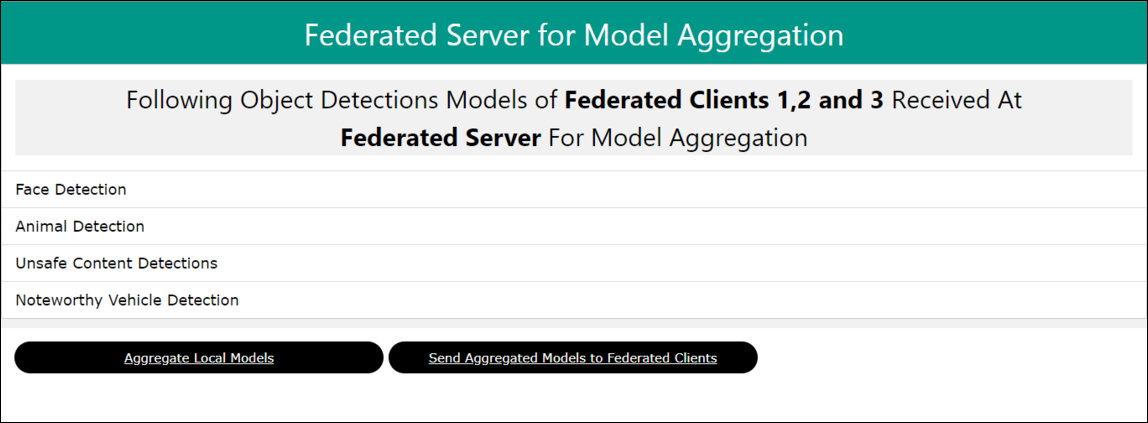 Federated Server for Model Aggregation
Following Object Detections Models of Federated Clients 1,2 and 3 Received At
Federated Server For Model Aggregation
Face Detection
Animal Detection
Unsafe Content Detections
Noteworthy Vehicle Detection
Aggregate Local Models
Send Aggregated Models to Federated Clients